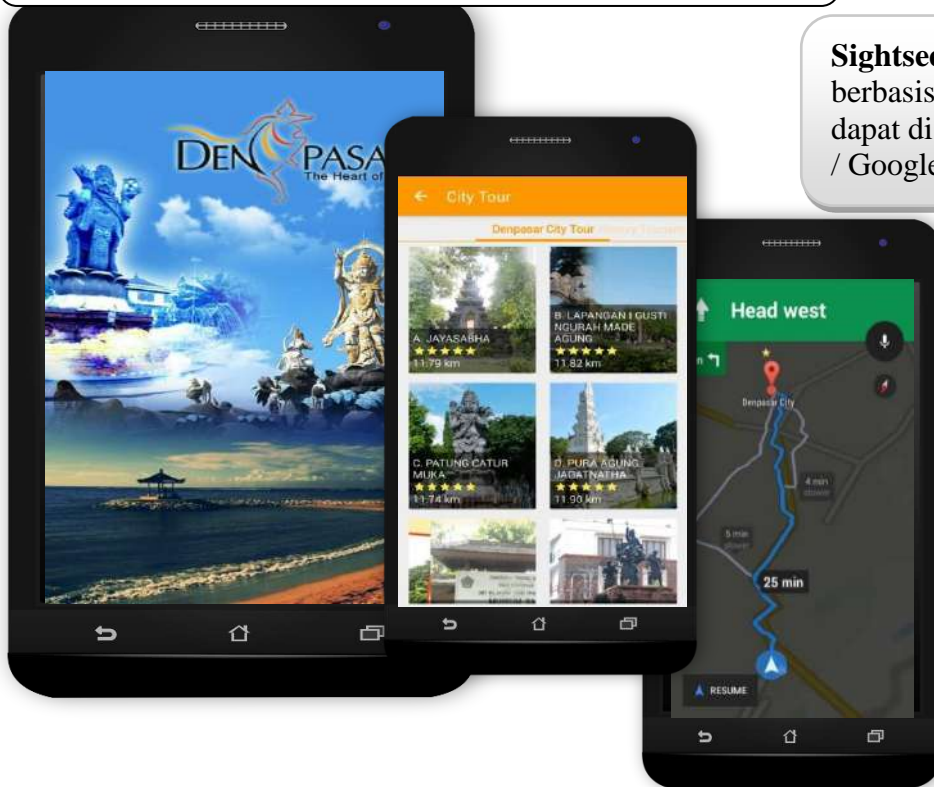 Sightsee
berbasis
dapat di
/ Google
DEN PASA
The Heart of
City Tour
Denpasar City Tour
A. JAYASABHA
11.79 km
B. LAPANGAN I GUSTI
NGURAH MADE
AGUNG
11.82 km
C. PATUNG CATUR
MUKA
11.74 km
D. PURA AGUNG
JAGATNATHA
11.90 km
Head west
Denpasar City
4 min
slower
5 min
slower
25 min
RESUME